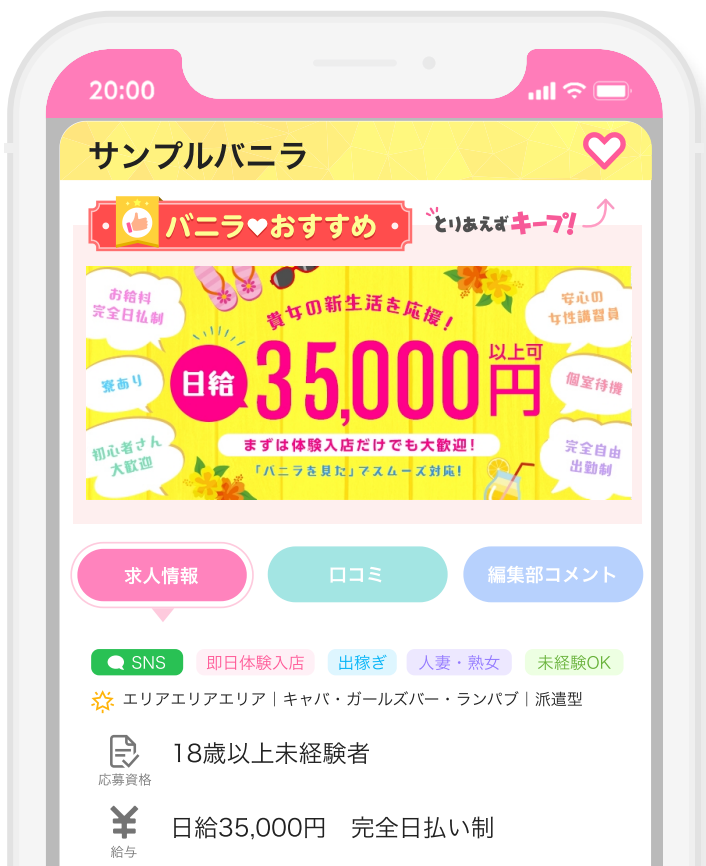 20:00
サンプルバニラ
バニラ♥おすすめ
とりあえずキープ!
お給料
完全日払制
寮あり
初心者さん
大歓迎
貴女の新生活を応援!
日給35,000円以上可
まずは体験入店だけでも大歓迎!
「バニラを見た」でスムーズ対応!
安心の
女性講習員
個室待機
完全自由
出勤制
求人情報
口コミ
編集部コメント
SNS
即日体験入店
出稼ぎ
人妻・熟女
未経験OK
エリアエリアエリア｜キャバ・ガールズバー・ランパブ｜派遣型
応募資格
18歳以上未経験者
給与
日給35,000円　完全日払い制